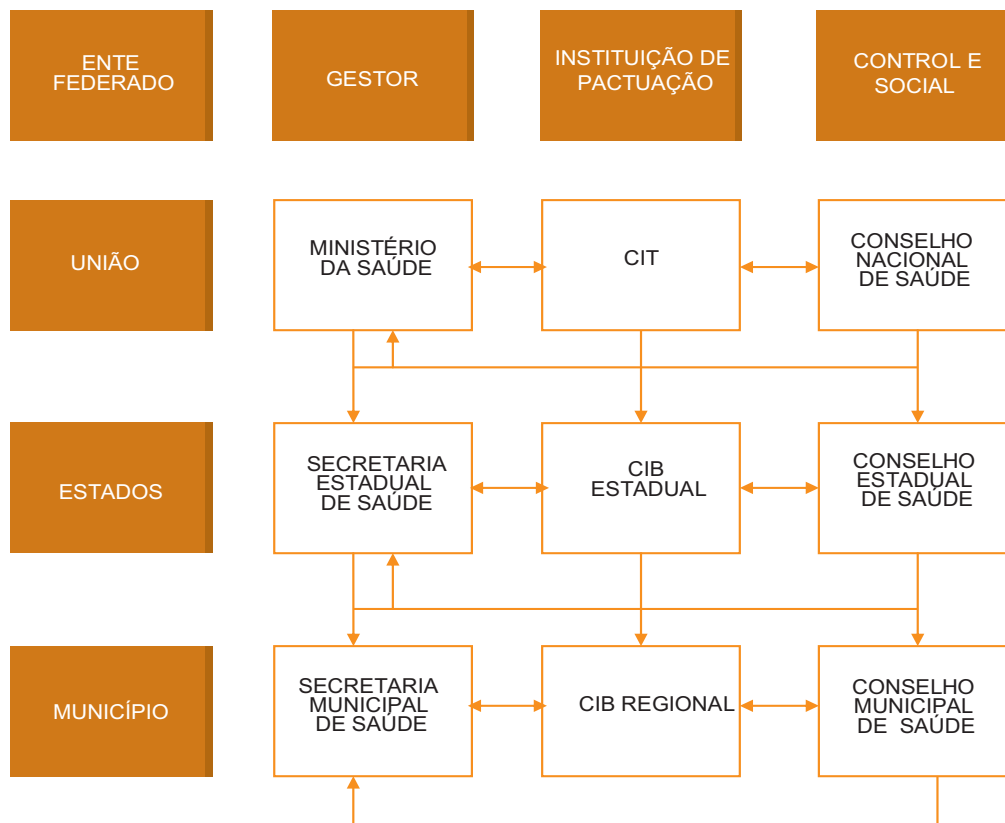 ENTE
FEDERADO
GESTOR
INSTITUIÇÃO DE
PACTUAÇÃO
CONTROL E
SOCIAL
UNIÃO
MINISTÉRIO
DA SAÚDE
CIT
CONSELHO
NACIONAL
DE SAÚDE
ESTADOS
SECRETARIA
ESTADUAL
DE SAÚDE
CIB
ESTADUAL
CONSELHO
ESTADUAL
DE SAÚDE
MUNICÍPIO
SECRETARIA
MUNICIPAL
DE SAÚDE
CIB REGIONAL
CONSELHO
MUNICIPAL
DE SAÚDE